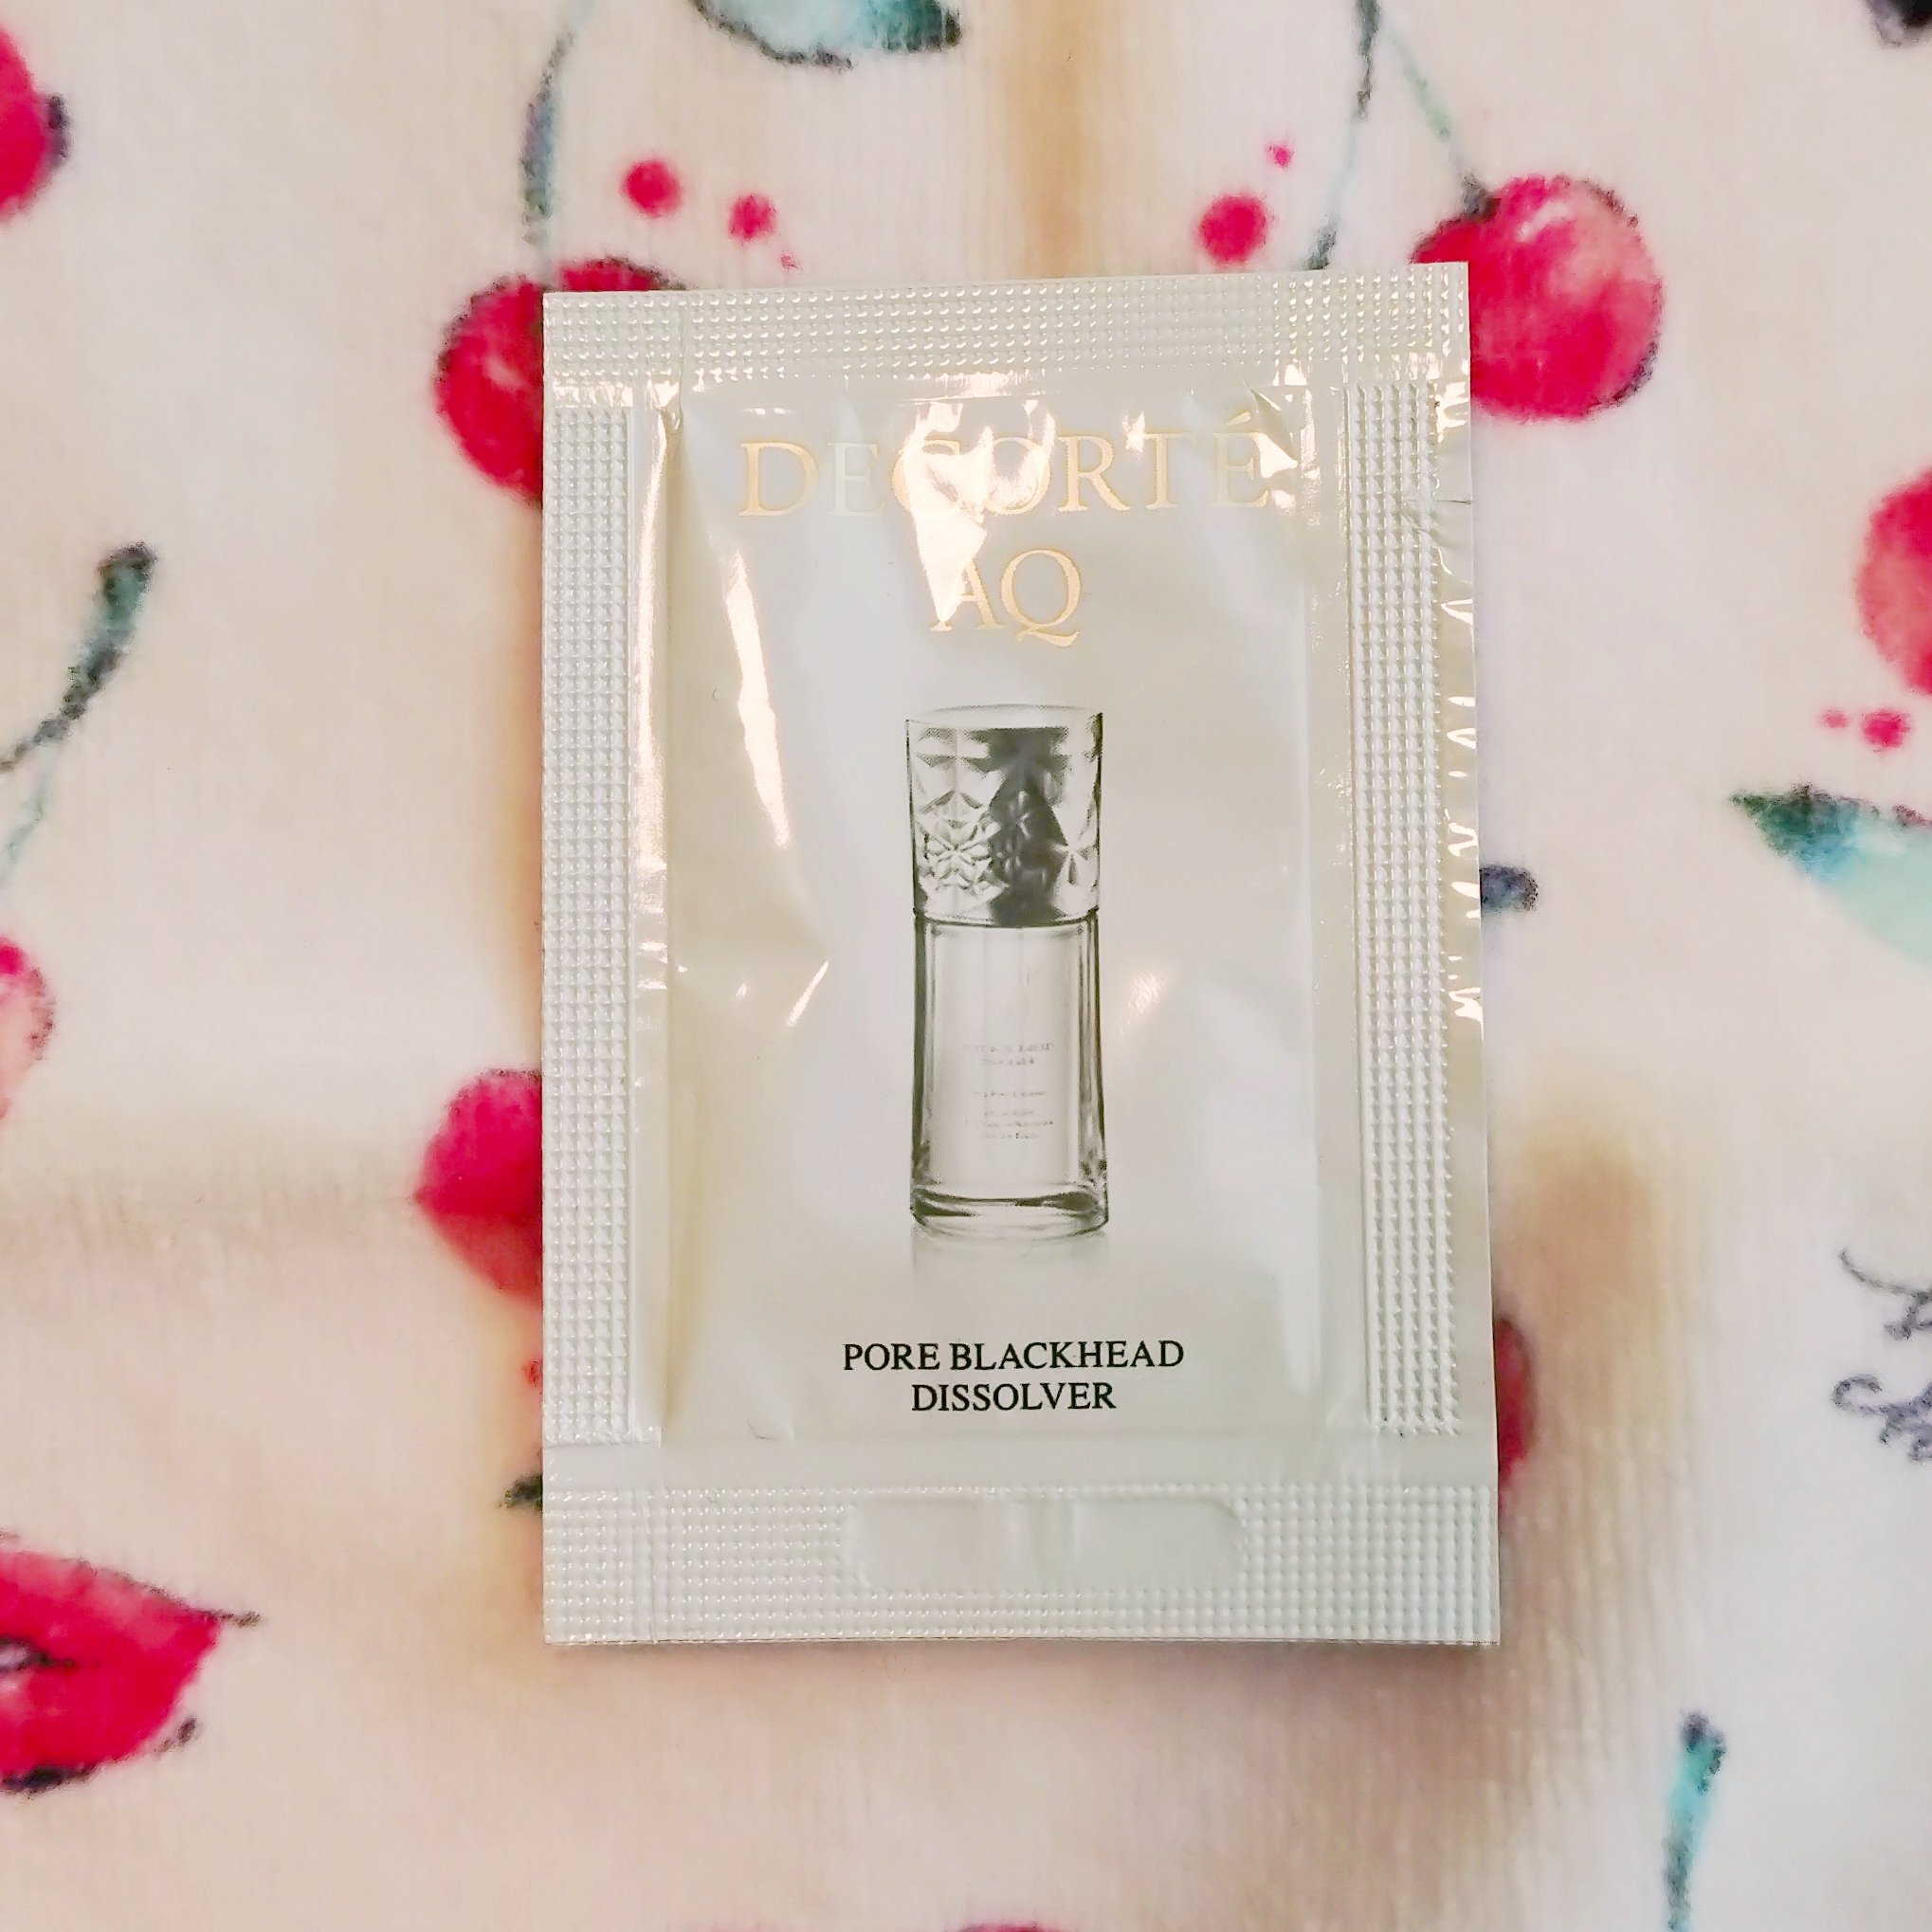 DECORTÉ
AQ
PORE BLACKHEAD
DISSOLVER